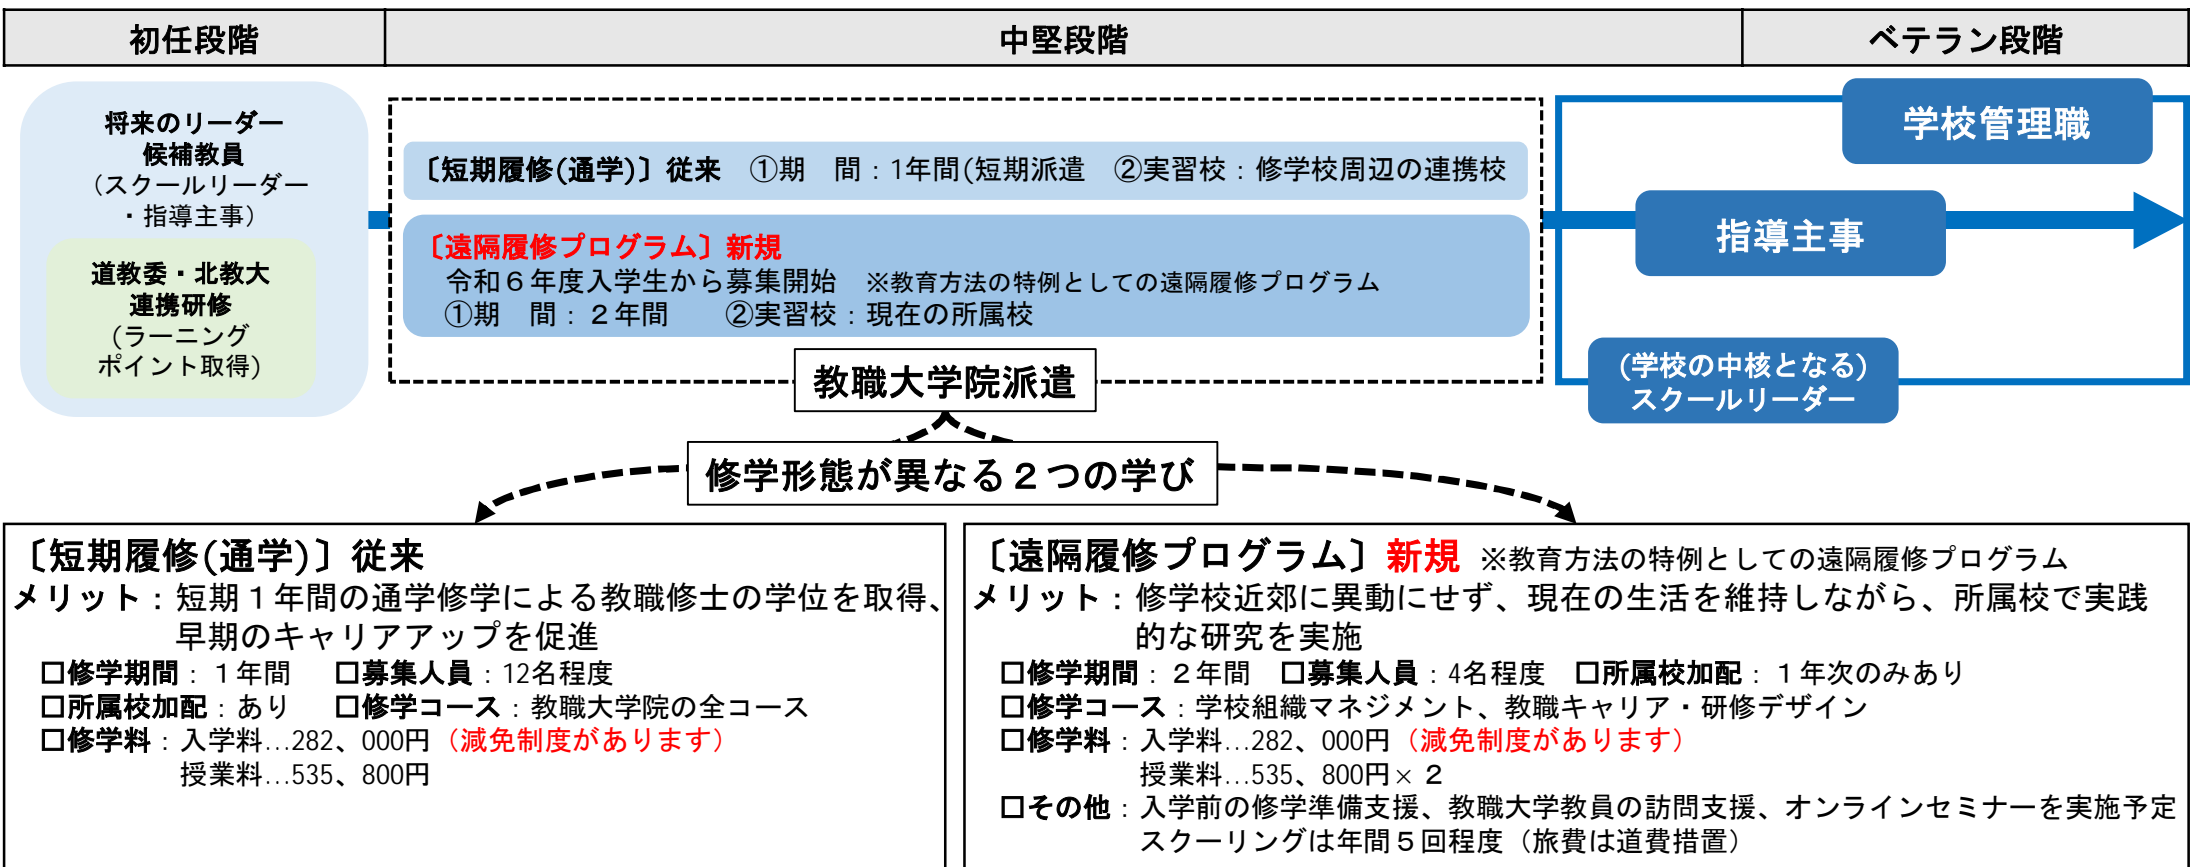 初任段階
中堅段階
ベテラン段階
将来のリーダー
候補教員
(スクールリーダー
・指導主事)
道教委・北教大
連携研修
(ラーニング
ポイント取得)
〔短期履修(通学)〕従来　①期　間：1年間(短期派遣　②実習校：修学校周辺の連携校
〔遠隔履修プログラム〕新規
令和６年度入学生から募集開始　※教育方法の特例としての遠隔履修プログラム
①期　間：２年間　　②実習校：現在の所属校
教職大学院派遣
学校管理職
指導主事
(学校の中核となる)
スクールリーダー
修学形態が異なる２つの学び
〔短期履修(通学)〕従来
メリット：短期１年間の通学修学による教職修士の学位を取得、
早期のキャリアアップを促進
□修学期間：１年間　□募集人員：12名程度
□所属校加配：あり　□修学コース：教職大学院の全コース
□修学料：入学料…282、000円（減免制度があります）
授業料…535、800円
〔遠隔履修プログラム〕新規 ※教育方法の特例としての遠隔履修プログラム
メリット：修学校近郊に異動にせず、現在の生活を維持しながら、所属校で実践
的な研究を実施
□修学期間：２年間　□募集人員：4名程度　□所属校加配：１年次のみあり
□修学コース：学校組織マネジメント、教職キャリア・研修デザイン
□修学料：入学料…282、000円（減免制度があります）
授業料…535、800円×２
□その他：入学前の修学準備支援、教職大学教員の訪問支援、オンラインセミナーを実施予定
スクーリングは年間５回程度（旅費は道費措置）